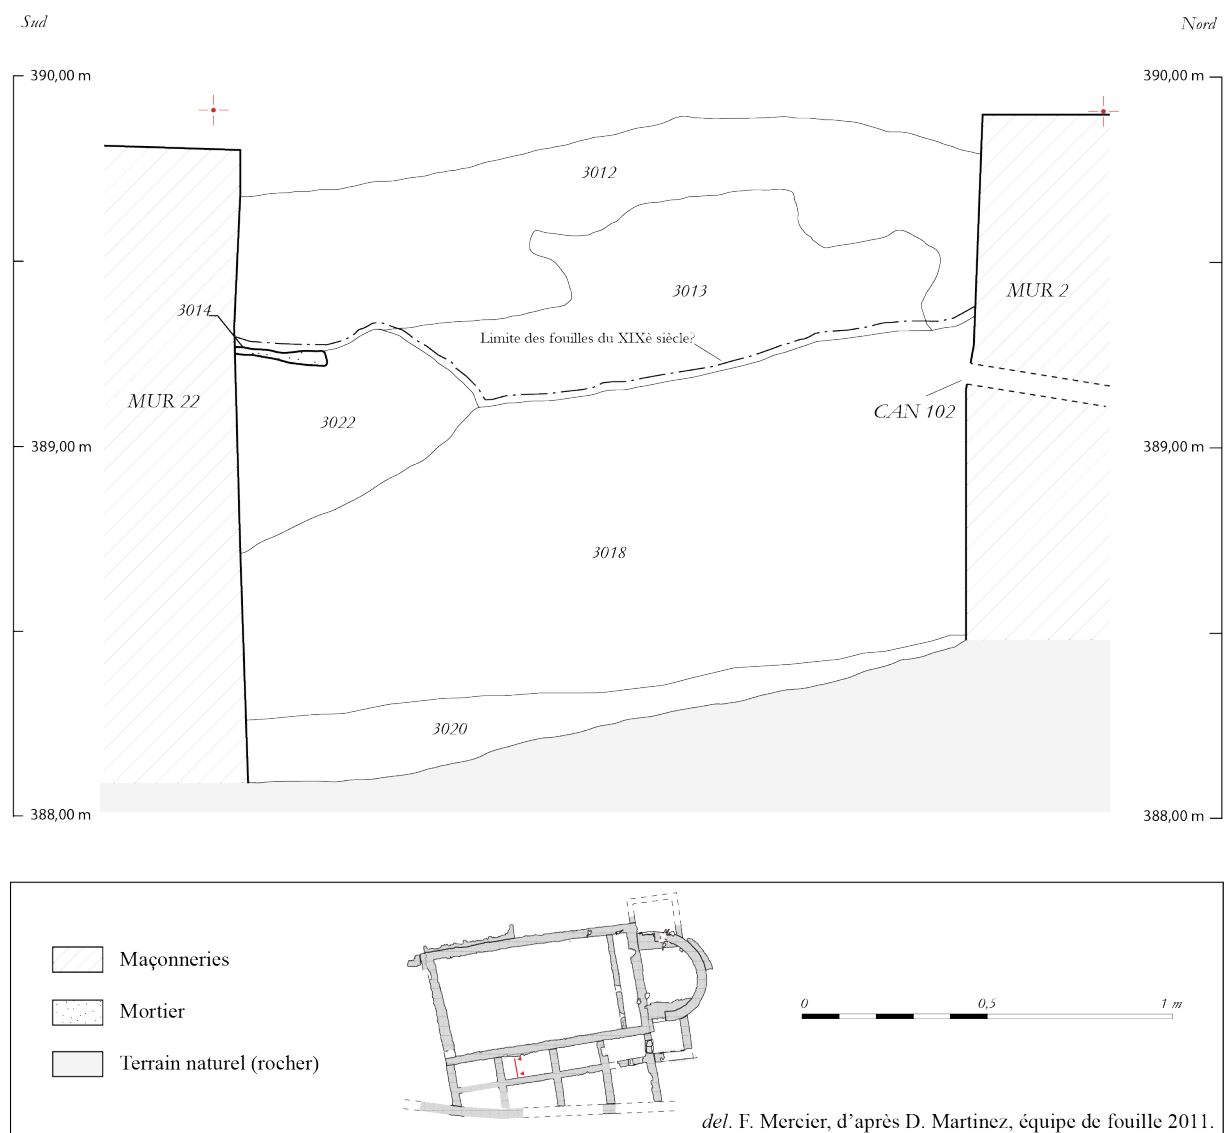 Sud
Nord
390,00 m
390,00 m
3012
3013
MUR 2
3014
Limite des fouilles du XIXè siècle?
MUR 22
CAN 102
3022
389,00 m
389,00 m
3018
3020
388,00 m
388,00 m
Maçonneries
Mortier
Terrain naturel (rocher)
0 0,5 1 m
del. F. Mercier, d'après D. Martinez, équipe de fouille 2011.